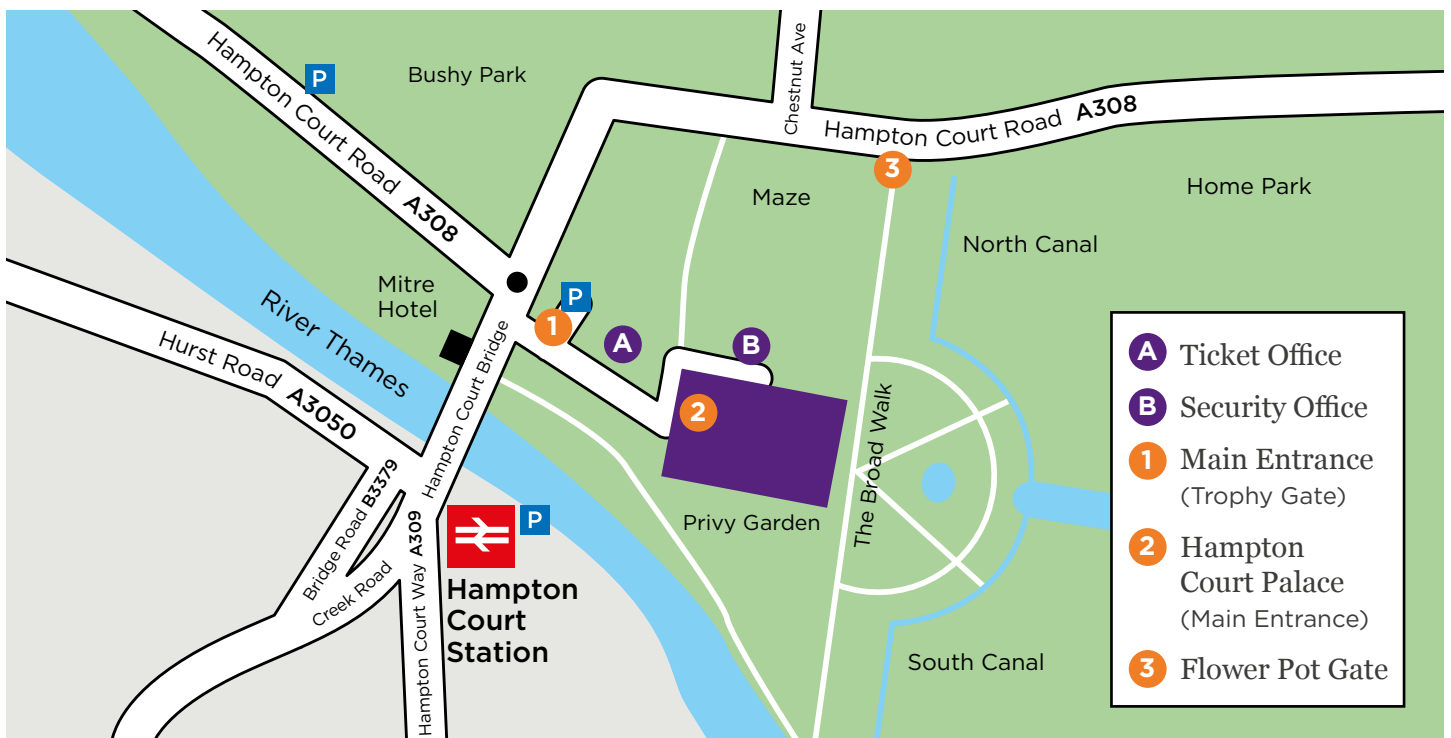 Hampton Court Road A308
P
Bushy Park
Chestnut Ave
Hampton Court Road A308
3
Maze
Home Park
North Canal
Mitre
Hotel
River Thames
Hurst Road A3050
1
P
A
B
2
Hampton Court Bridge
The Broad Walk
Privy Garden
Bridge Road B3379
Creek Road
Hampton Court Way A309
P
Hampton
Court
Station
South Canal
A Ticket Office
B Security Office
1 Main Entrance
(Trophy Gate)
2 Hampton
Court Palace
(Main Entrance)
3 Flower Pot Gate